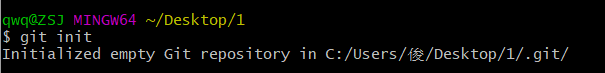 qwq@ZSJ MINGW64 ~/Desktop/1
$ git init
Initialized empty Git repository in C:/Users/俊/Desktop/1/.git/